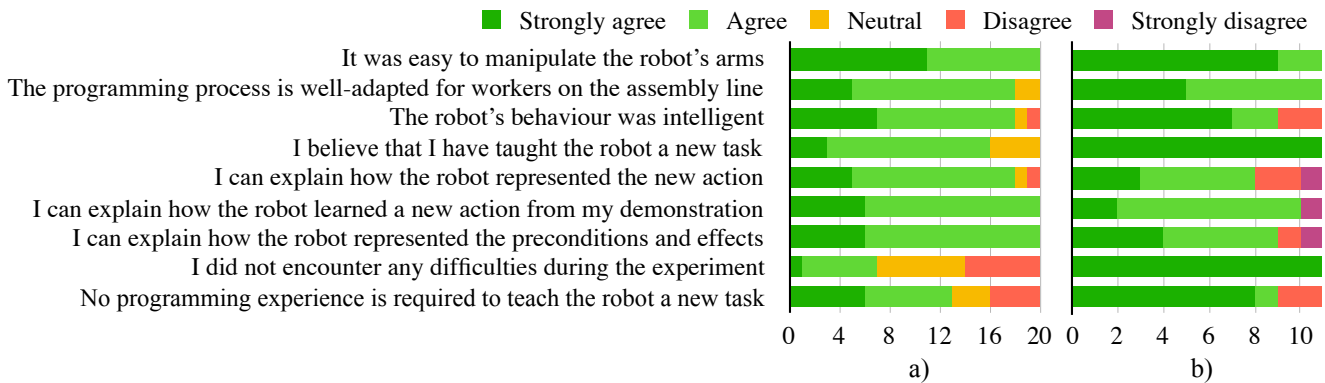 Strongly agree Agree Neutral Disagree Strongly disagree
It was easy to manipulate the robot’s arms
The programming process is well-adapted for workers on the assembly line
The robot’s behaviour was intelligent
I believe that I have taught the robot a new task
I can explain how the robot represented the new action
I can explain how the robot learned a new action from my demonstration
I can explain how the robot represented the preconditions and effects
I did not encounter any difficulties during the experiment
No programming experience is required to teach the robot a new task
0 4 8 12 16 20 0 2 4 6 8 10
a) b)